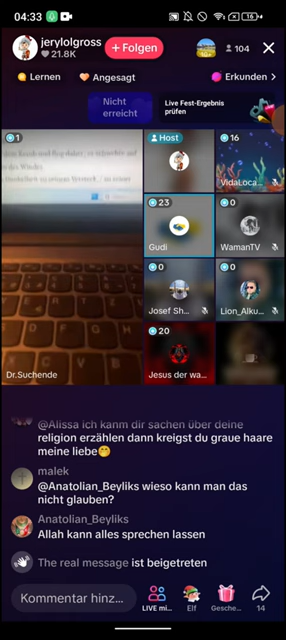 04:33
16
jerylolgross
21.8K
+ Folgen
104
Lernen
Angesagt
Erkunden >
Nicht
erreicht
Live Fest-Ergebnis
prüfen
1
Host
16
VidaLoca...
23
Gudi
0
WamanTV
0
Josef Sh...
0
Lion_Alku...
Dr.Suchende
20
Jesus der wa...
@Alissa ich kanm dir sachen über deine
religion erzählen dann kreigst du graue haare
meine liebe🤭
malek
@Anatolian_Beyliks wieso kann man das
nicht glauben?
Anatolian_Beyliks
Allah kann alles sprechen lassen
The real message ist beigetreten
Kommentar hinz...
LIVE mi...
Elf
Gesche...
14